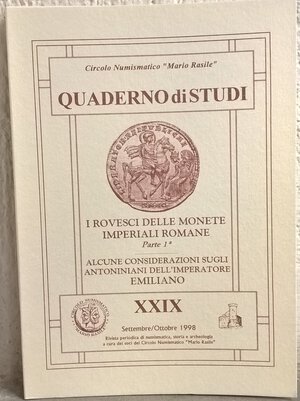 Circolo Numismatico "Mario Rasile"
QUADERNO di STUDI
I ROVESCI DELLE MONETE
IMPERIALI ROMANE
Parte 1ª
ALCUNE CONSIDERAZIONI SUGLI
ANTONINIANI DELL'IMPERATORE
EMILIANO
XXIX
Settembre/Ottobre 1998
Rivista periodica di numismatica, storia e archeologia
a cura dei soci del Circolo Numismatico "Mario Rasile"